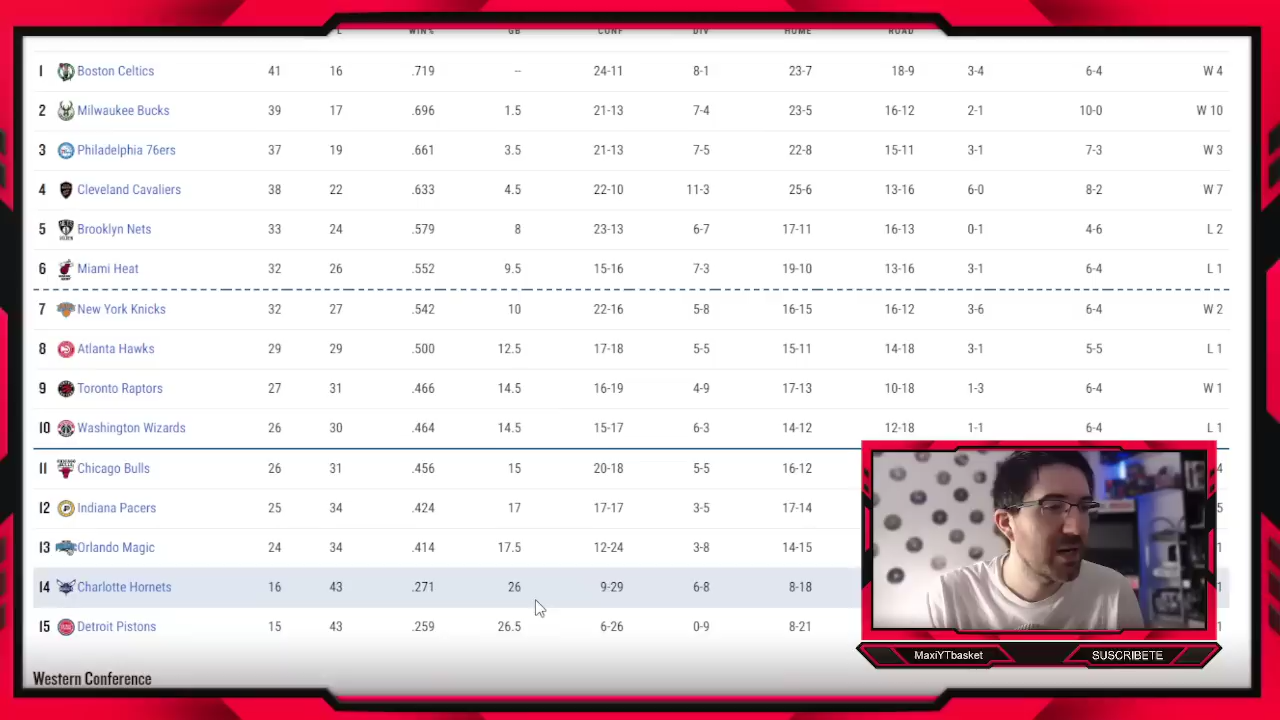 L WIN% GB CONF DIV HOME ROAD
1 Boston Celtics 41 16 .719 -- 24-11 8-1 23-7 18-9 3-4 6-4 W 4
2 Milwaukee Bucks 39 17 .696 1.5 21-13 7-4 23-5 16-12 2-1 10-0 W 10
3 Philadelphia 76ers 37 19 .661 3.5 21-13 7-5 22-8 15-11 3-1 7-3 W 3
4 Cleveland Cavaliers 38 22 .633 4.5 22-10 11-3 25-6 13-16 6-0 8-2 W 7
5 Brooklyn Nets 33 24 .579 8 23-13 6-7 17-11 16-13 0-1 4-6 L 2
6 Miami Heat 32 26 .552 9.5 15-16 7-3 19-10 13-16 3-1 6-4 L 1
7 New York Knicks 32 27 .542 10 22-16 5-8 16-15 16-12 3-6 6-4 W 2
8 Atlanta Hawks 29 29 .500 12.5 17-18 5-5 15-11 14-18 3-1 5-5 L 1
9 Toronto Raptors 27 31 .466 14.5 16-19 4-9 17-13 10-18 1-3 6-4 W 1
10 Washington Wizards 26 30 .464 14.5 15-17 6-3 14-12 12-18 1-1 6-4 L 1
11 Chicago Bulls 26 31 .456 15 20-18 5-5 16-12 4
12 Indiana Pacers 25 34 .424 17 17-17 3-5 17-14 5
13 Orlando Magic 24 34 .414 17.5 12-24 3-8 14-15 1
14 Charlotte Hornets 16 43 .271 26 9-29 6-8 8-18 1
15 Detroit Pistons 15 43 .259 26.5 6-26 0-9 8-21 1
MaxiYTbasket SUSCRIBETE
Western Conference